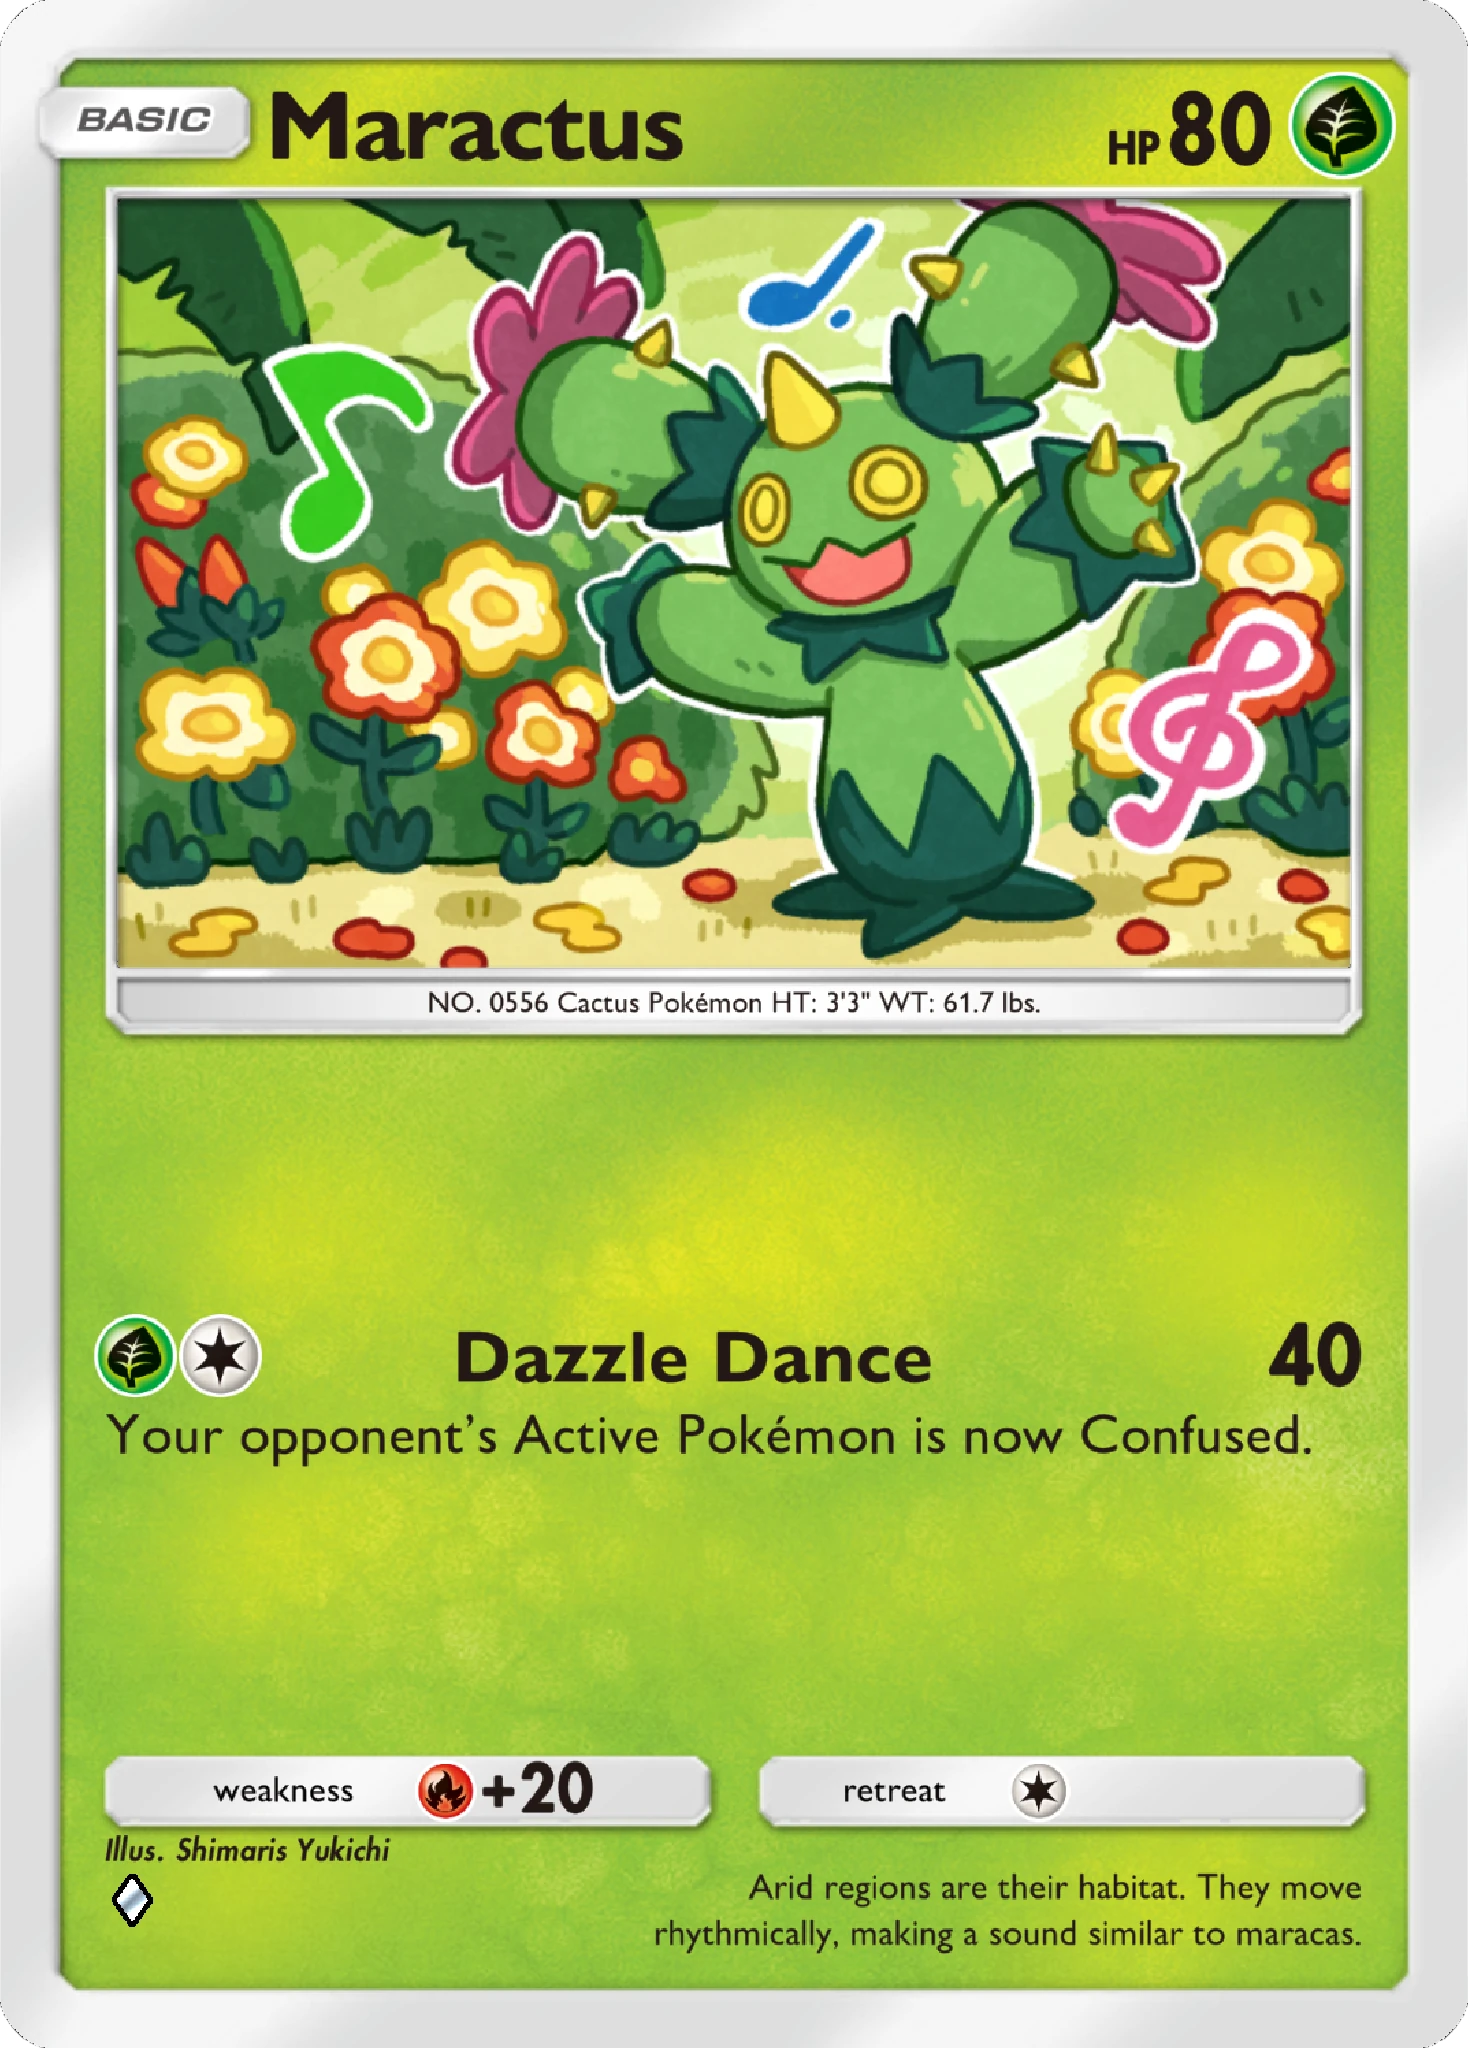 BASIC Maractus HP 80
NO. 0556 Cactus Pokémon HT: 3'3" WT: 61.7 lbs.
Dazzle Dance 40
Your opponent’s Active Pokémon is now Confused.
weakness +20 retreat
Illus. Shimaris Yukichi
Arid regions are their habitat. They move
rhythmically, making a sound similar to maracas.